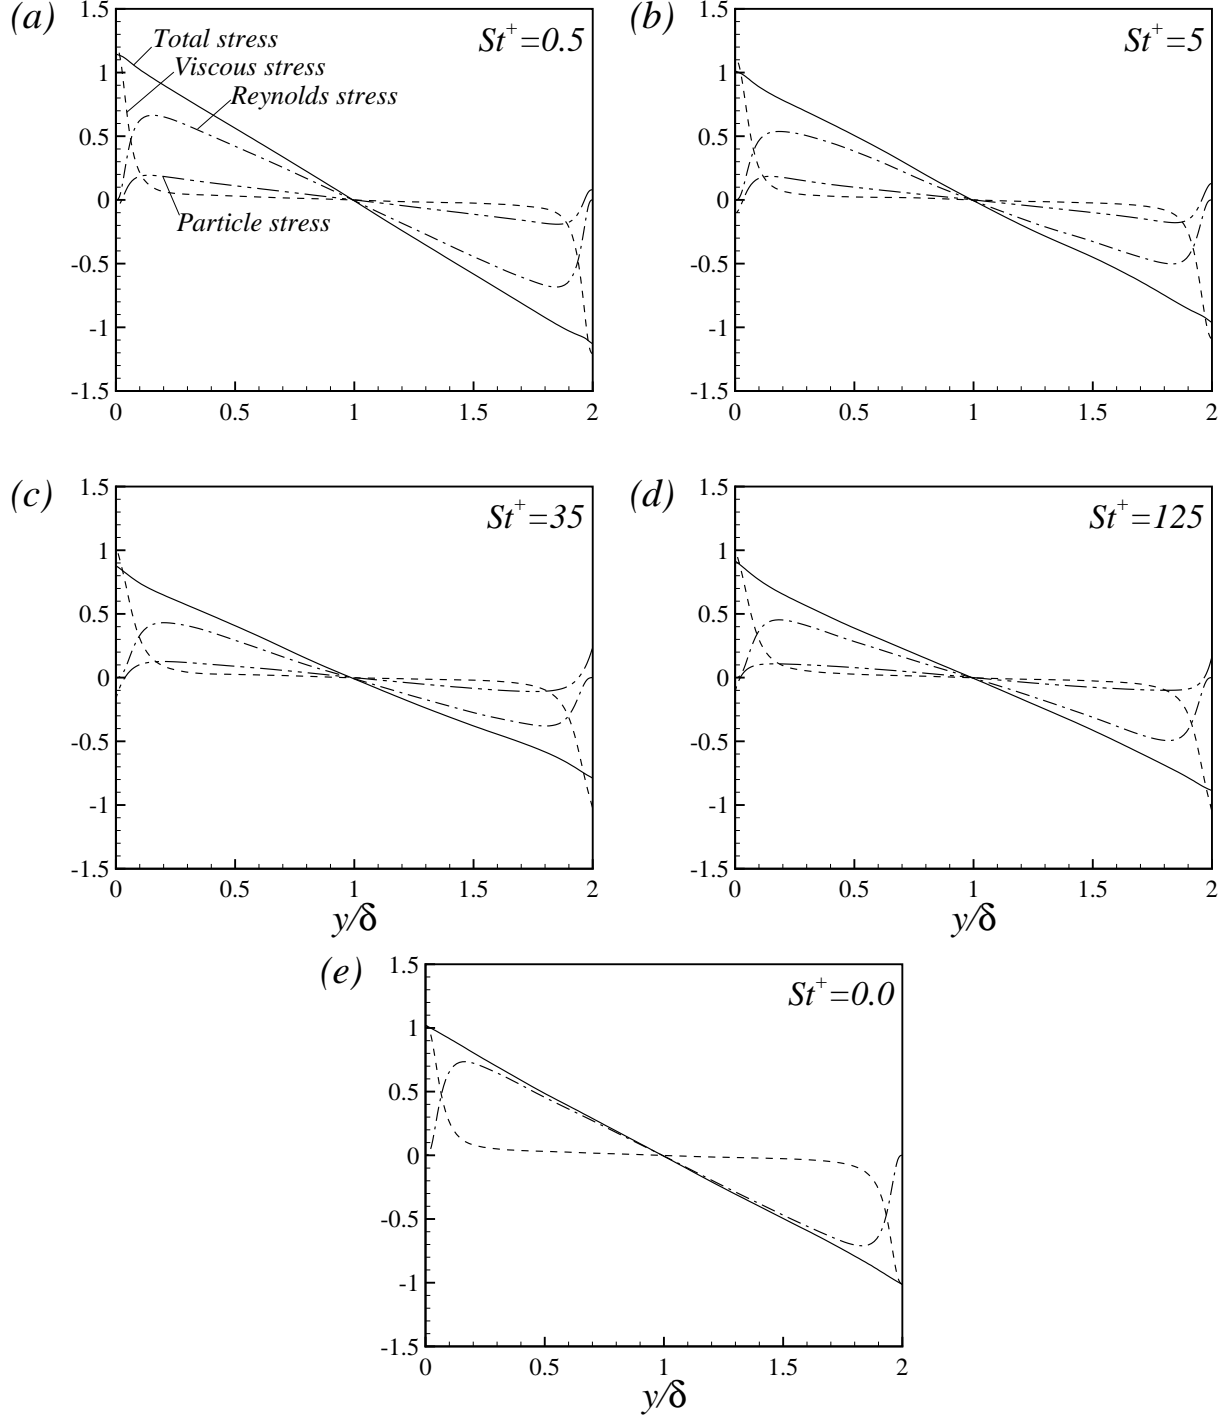 (a)
St+=0.5
Total stress
Viscous stress
Reynolds stress
Particle stress
1.5
1
0.5
0
-0.5
-1
-1.5
0 0.5 1 1.5 2
(b)
St+=5
1.5
1
0.5
0
-0.5
-1
-1.5
0 0.5 1 1.5 2
(c)
St+=35
1.5
1
0.5
0
-0.5
-1
-1.5
0 0.5 1 1.5 2
y/δ
(d)
St+=125
1.5
1
0.5
0
-0.5
-1
-1.5
0 0.5 1 1.5 2
y/δ
(e)
St+=0.0
1.5
1
0.5
0
-0.5
-1
-1.5
0 0.5 1 1.5 2
y/δ